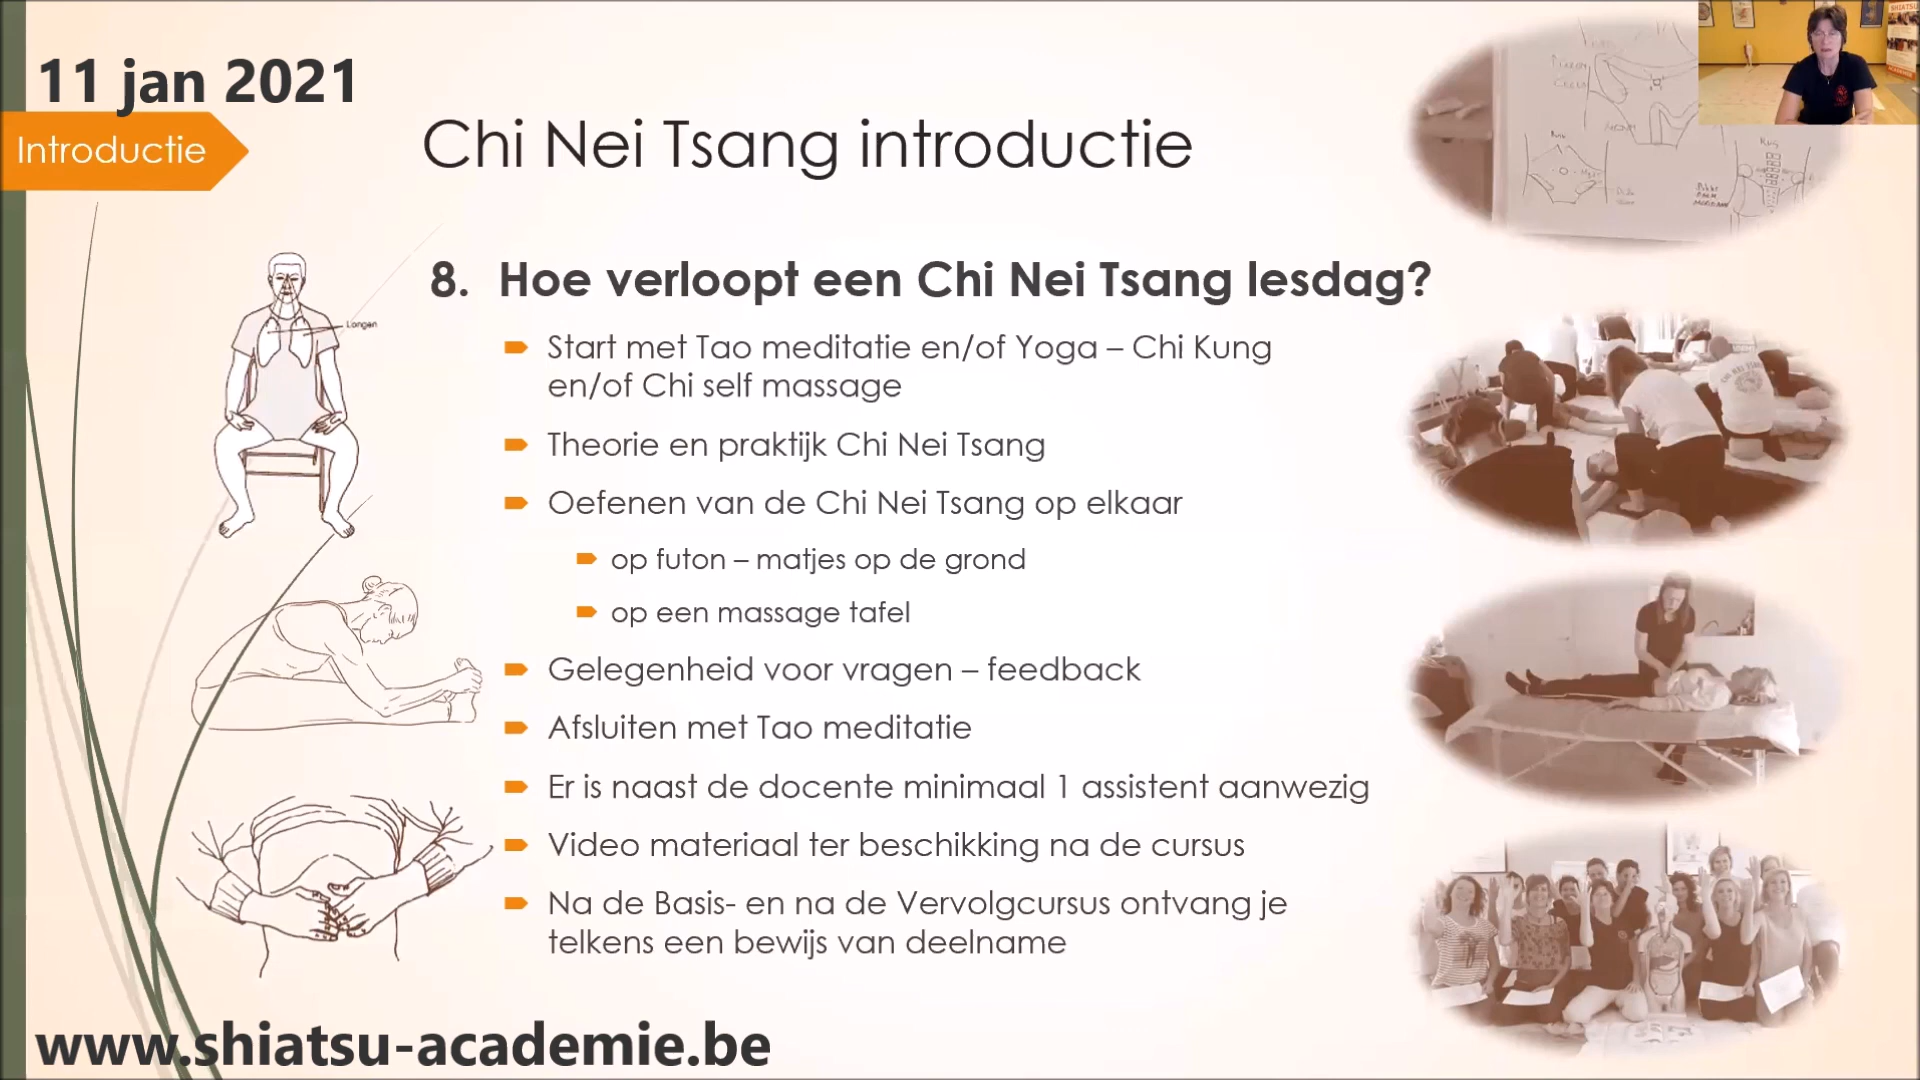 11 jan 2021
Introductie
Chi Nei Tsang introductie
8. Hoe verloopt een Chi Nei Tsang lesdag?
Start met Tao meditatie en/of Yoga – Chi Kung
en/of Chi self massage
Theorie en praktijk Chi Nei Tsang
Oefenen van de Chi Nei Tsang op elkaar
op futon – matjes op de grond
op een massage tafel
Gelegenheid voor vragen – feedback
Afsluiten met Tao meditatie
Er is naast de docente minimaal 1 assistent aanwezig
Video materiaal ter beschikking na de cursus
Na de Basis- en na de Vervolgcursus ontvang je
telkens een bewijs van deelname
Longen
SHIATSU
CHI NEI TSANG
www.shiatsu-academie.be